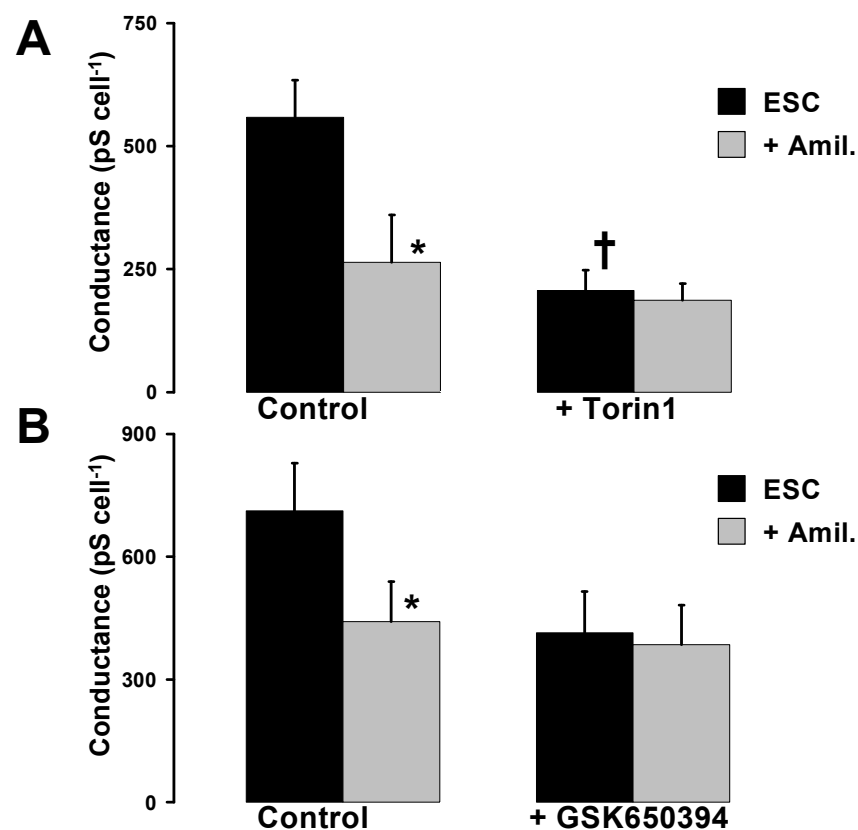 A
Conductance (pS cell-1)
750
500
250
0
ESC
+ Amil.
*
†
Control
+ Torin1
B
Conductance (pS cell-1)
900
600
300
0
ESC
+ Amil.
*
Control
+ GSK650394